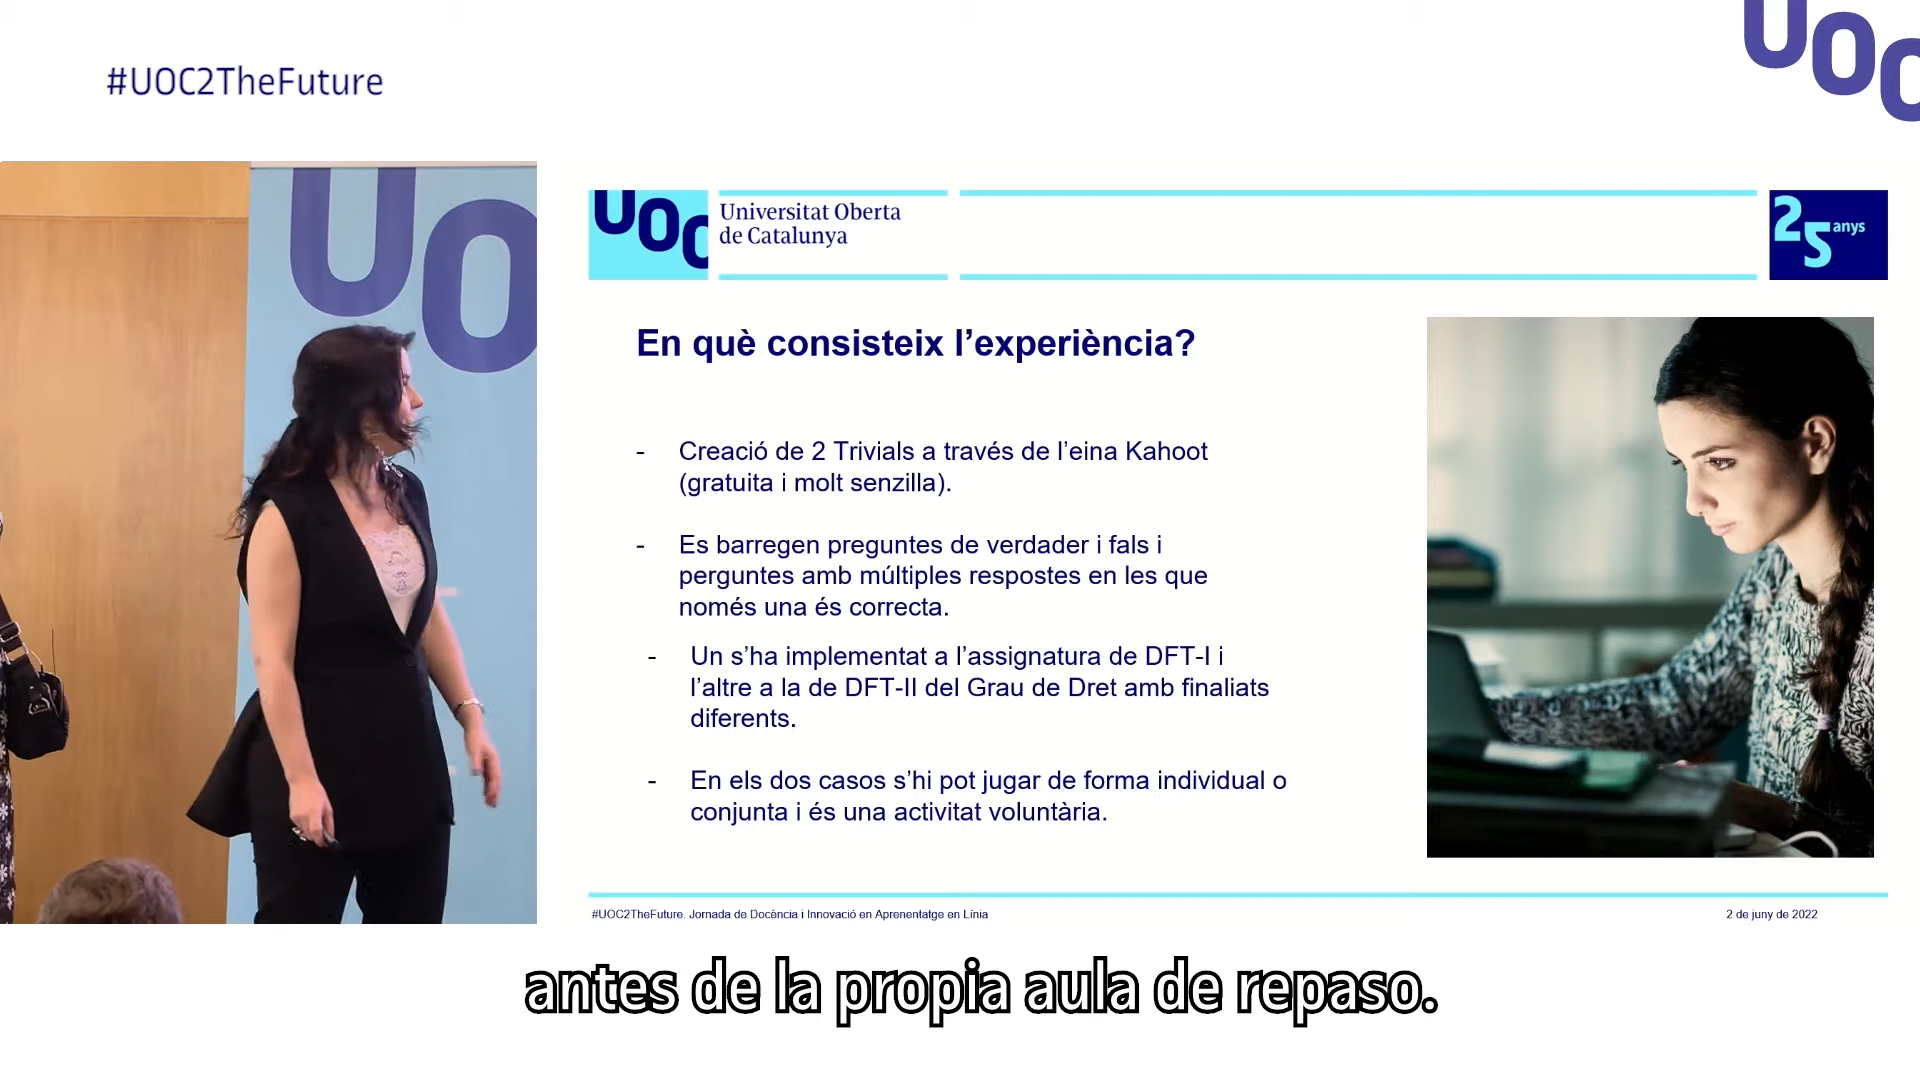 #UOC2TheFuture
UOC
UOC
UOC
Universitat Oberta
de Catalunya
25 anys
En què consisteix l’experiència?
- Creació de 2 Trivials a través de l’eina Kahoot
(gratuita i molt senzilla).
- Es barregen preguntes de verdader i fals i
perguntes amb múltiples respostes en les que
només una és correcta.
- Un s’ha implementat a l’assignatura de DFT-I i
l’altre a la de DFT-II del Grau de Dret amb finaliats
diferents.
- En els dos casos s’hi pot jugar de forma individual o
conjunta i és una activitat voluntària.
#UOC2TheFuture. Jornada de Docència i Innovació en Aprenentatge en Línia
2 de juny de 2022
antes de la propia aula de repaso.